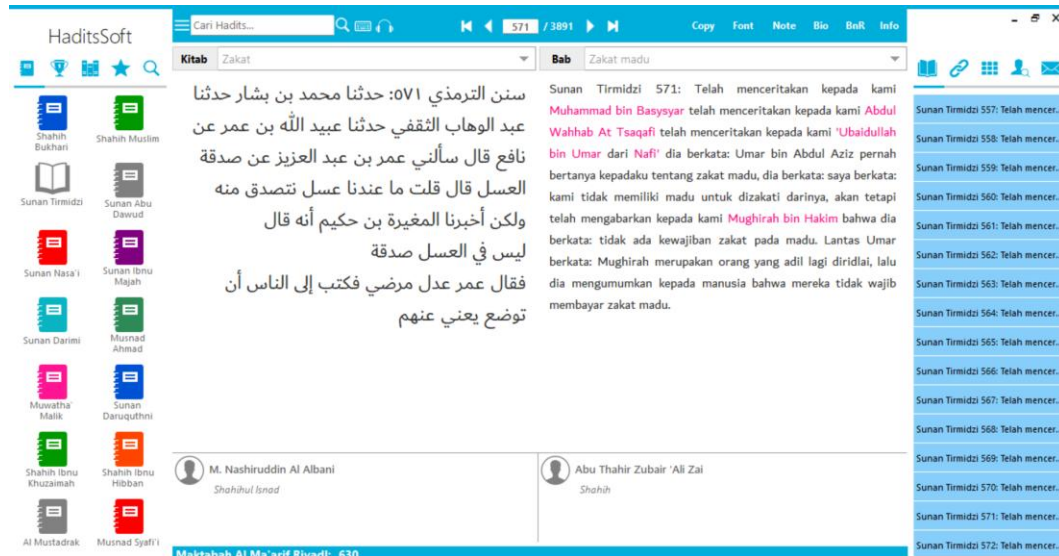 HaditsSoft
Shahih Bukhari
Shahih Muslim
Sunan Tirmidzi
Sunan Abu Dawud
Sunan Nasa'i
Sunan Ibnu Majah
Sunan Darimi
Musnad Ahmad
Muwatha' Malik
Sunan Daruquthni
Shahih Ibnu Khuzaimah
Shahih Ibnu Hibban
Al Mustadrak
Musnad Syafi'i
Cari Hadits...
571 / 3891
Copy Font Note Bio BnR Info
Kitab Zakat
Bab Zakat madu
سنن الترمذي ٥٧١: حدثنا محمد بن بشار حدثنا
عبد الوهاب الثقفي حدثنا عبيد الله بن عمر عن
نافع قال سألني عمر بن عبد العزيز عن صدقة
العسل قال قلت ما عندنا عسل نتصدق منه
ولكن أخبرنا المغيرة بن حكيم أنه قال
ليس في العسل صدقة
فقال عمر عدل مرضي فكتب إلى الناس أن
توضع يعني عنهم
Sunan Tirmidzi 571: Telah menceritakan kepada kami
Muhammad bin Basysyar telah menceritakan kepada kami Abdul
Wahhab At Tsaqafi telah menceritakan kepada kami 'Ubaidullah
bin Umar dari Nafi' dia berkata: Umar bin Abdul Aziz pernah
bertanya kepadaku tentang zakat madu, dia berkata: saya berkata:
kami tidak memiliki madu untuk dizakati darinya, akan tetapi
telah mengabarkan kepada kami Mughirah bin Hakim bahwa dia
berkata: tidak ada kewajiban zakat pada madu. Lantas Umar
berkata: Mughirah merupakan orang yang adil lagi diridlai, lalu
dia mengumumkan kepada manusia bahwa mereka tidak wajib
membayar zakat madu.
M. Nashiruddin Al Albani
Shahihul Isnad
Abu Thahir Zubair 'Ali Zai
Shahih
Maktabah Al Ma'arif Riyadl: 630
Sunan Tirmidzi 557: Telah mencer..
Sunan Tirmidzi 558: Telah mencer..
Sunan Tirmidzi 559: Telah mencer..
Sunan Tirmidzi 560: Telah mencer..
Sunan Tirmidzi 561: Telah mencer..
Sunan Tirmidzi 562: Telah mencer..
Sunan Tirmidzi 563: Telah mencer..
Sunan Tirmidzi 564: Telah mencer..
Sunan Tirmidzi 565: Telah mencer..
Sunan Tirmidzi 566: Telah mencer..
Sunan Tirmidzi 567: Telah mencer..
Sunan Tirmidzi 568: Telah mencer..
Sunan Tirmidzi 569: Telah mencer..
Sunan Tirmidzi 570: Telah mencer..
Sunan Tirmidzi 571: Telah mencer..
Sunan Tirmidzi 572: Telah mencer..